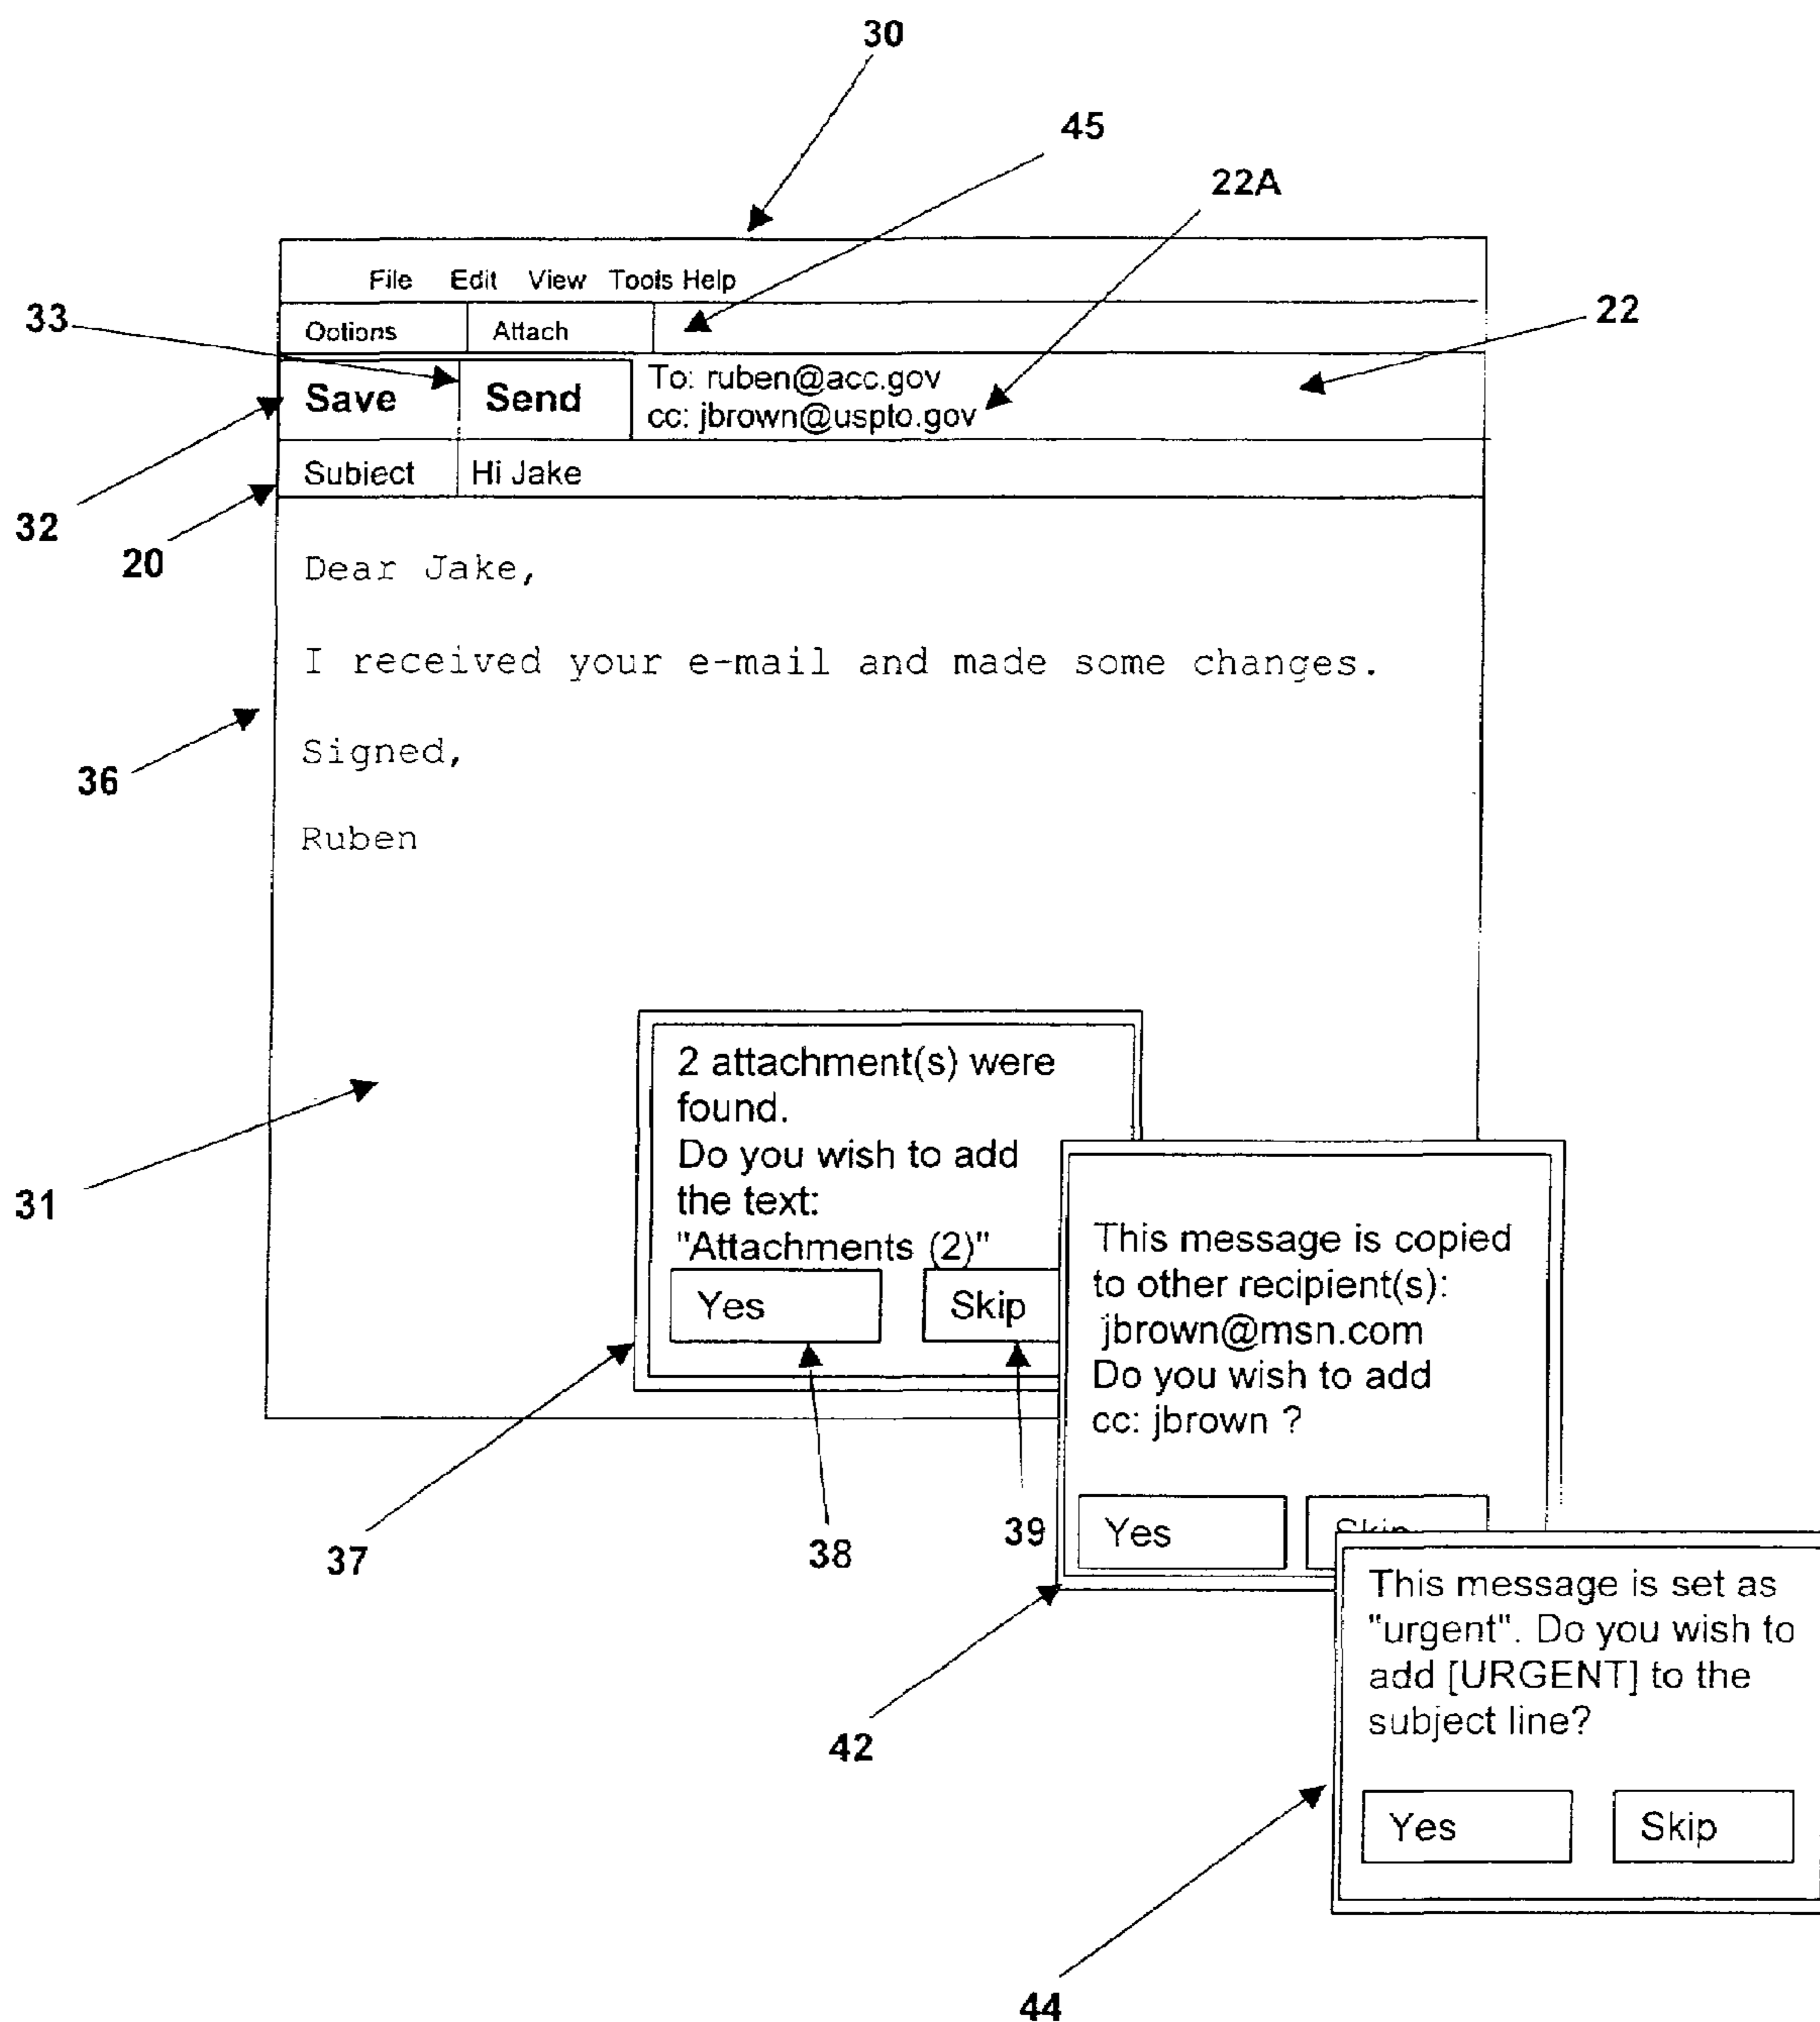 30
45
22A
File Edit View Tools Help
33
Options Attach
22
To: ruben@acc.gov
Save Send
cc: jbrown@uspto.gov
Subject Hi Jake
32
20
Dear Jake,
I received your e-mail and made some changes.
Signed,
36
Ruben
2 attachment(s) were
found.
Do you wish to add
the text:
"Attachments (2)"
Yes Skip
31
This message is copied
to other recipient(s):
jbrown@msn.com
Do you wish to add
cc: jbrown ?
Yes Skip
37
38
39
42
This message is set as
"urgent". Do you wish to
add [URGENT] to the
subject line?
Yes Skip
44